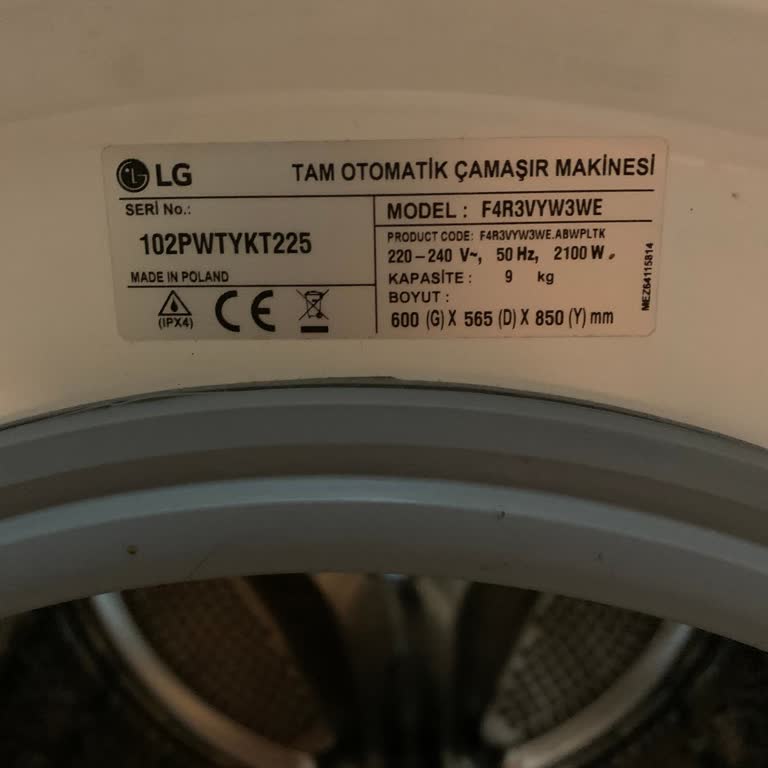 LG
TAM OTOMATİK ÇAMAŞIR MAKİNESİ
SERİ No.:
102PWTYKT225
MADE IN POLAND
(IPX4)
CE
MODEL : F4R3VYW3WE
PRODUCT CODE: F4R3VYW3WE.ABWPLTK
220–240 V~, 50 Hz, 2100 W.
KAPASİTE : 9 kg
BOYUT :
600 (G) X 565 (D) X 850 (Y) mm
MEZ64115814